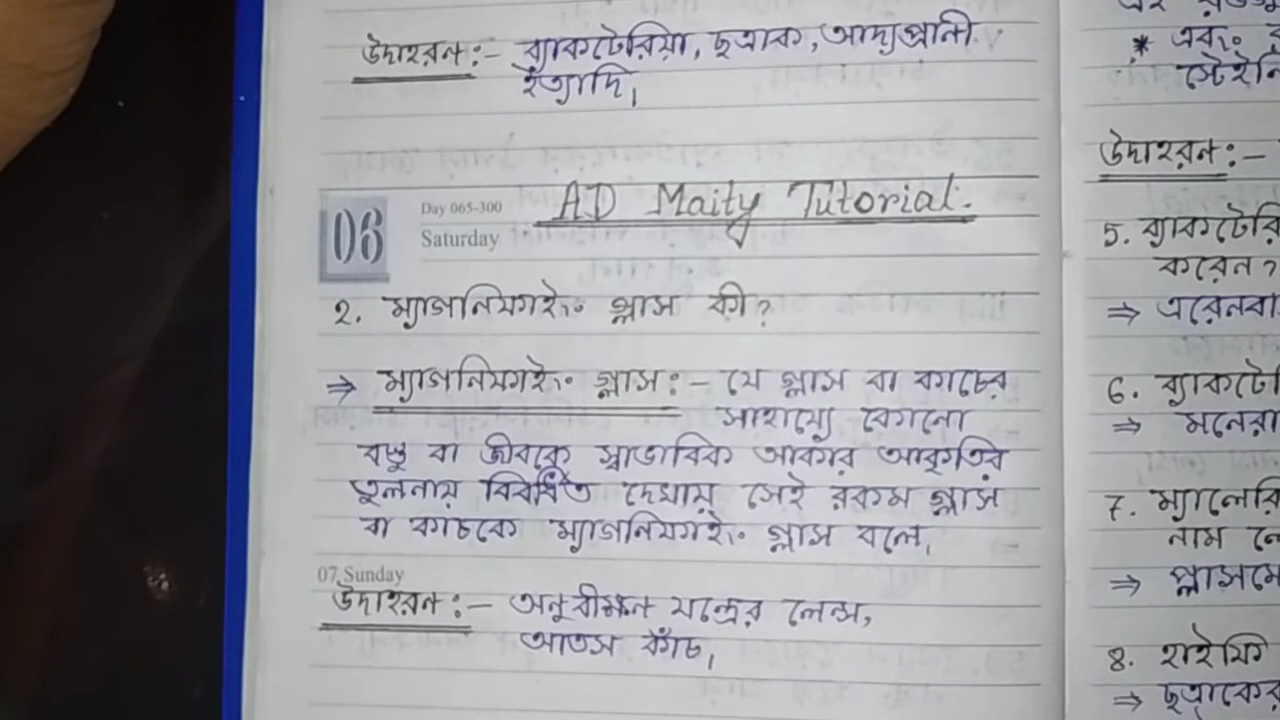 উদাহরন:- ব্যাকটেরিয়া, ছত্রাক, আদ্যপ্রানী
ইত্যাদি।
06
Day 065-300
Saturday
AD Maity Tutorial.
২. ম্যাগনিফাইং গ্লাস কী?
⇒ ম্যাগনিফাইং গ্লাস:- যে গ্লাস বা কাচের
সাহায্যে কোনো
বস্তু বা জীবকে স্বাভাবিক আকার আকৃতির
তুলনায় বিবর্ধিত দেখায় সেই রকম গ্লাস
বা কাচকে ম্যাগনিফাইং গ্লাস বলে।
07 Sunday
উদাহরন:- অনুবীক্ষন যন্ত্রের লেন্স,
আতস কাঁচ।
* এবং
উদাহরন:-
5. ব্যাকটেরি
করেন?
⇒ এরেনবা
6. ব্যাকটে
⇒ মনেরা
7. ম্যালেরি
নাম
⇒ প্লাসমো
8. হাইফি
⇒ ছত্রাকের